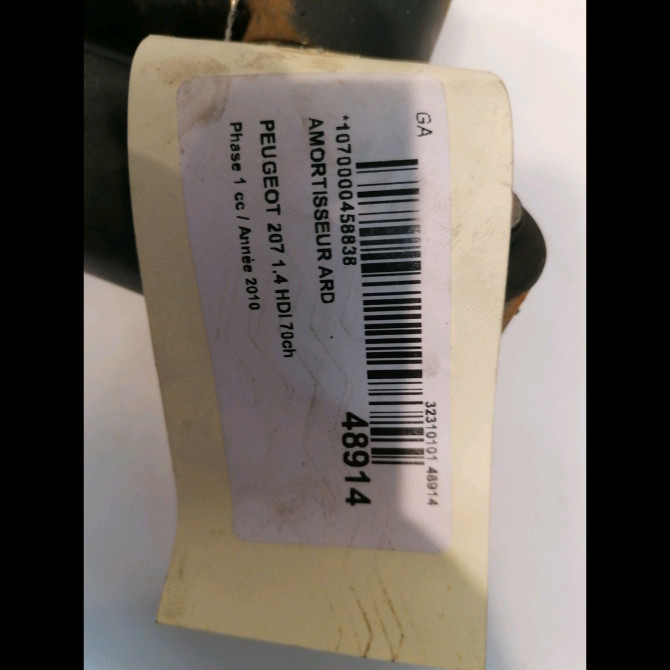 GA
32310101 48914
*1070000458838
48914
AMORTISSEUR ARD
PEUGEOT 207 1.4 HDI 70ch
Phase 1 cc / Année 2010